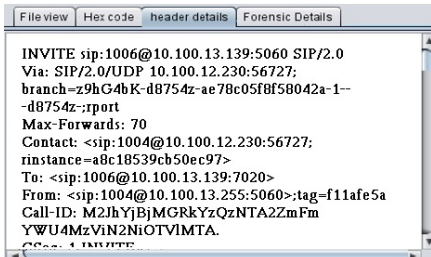 File view Hex code header details Forensic Details
INVITE sip:1006@10.100.13.139:5060 SIP/2.0
Via: SIP/2.0/UDP 10.100.12.230:56727;
branch=z9hG4bK-d8754z-ae78c05f8f58042a-1--
-d8754z-;rport
Max-Forwards: 70
Contact: <sip:1004@10.100.12.230:56727;
rinstance=a8c18539cb50ec97>
To: <sip:1006@10.100.13.139:7020>
From: <sip:1004@10.100.13.255:5060>;tag=f11afe5a
Call-ID: M2JhYjBjMGRkYzQzNTA2ZmFm
YWU4MzViN2NiOTVlMTA.
CSeq: 1 INVITE